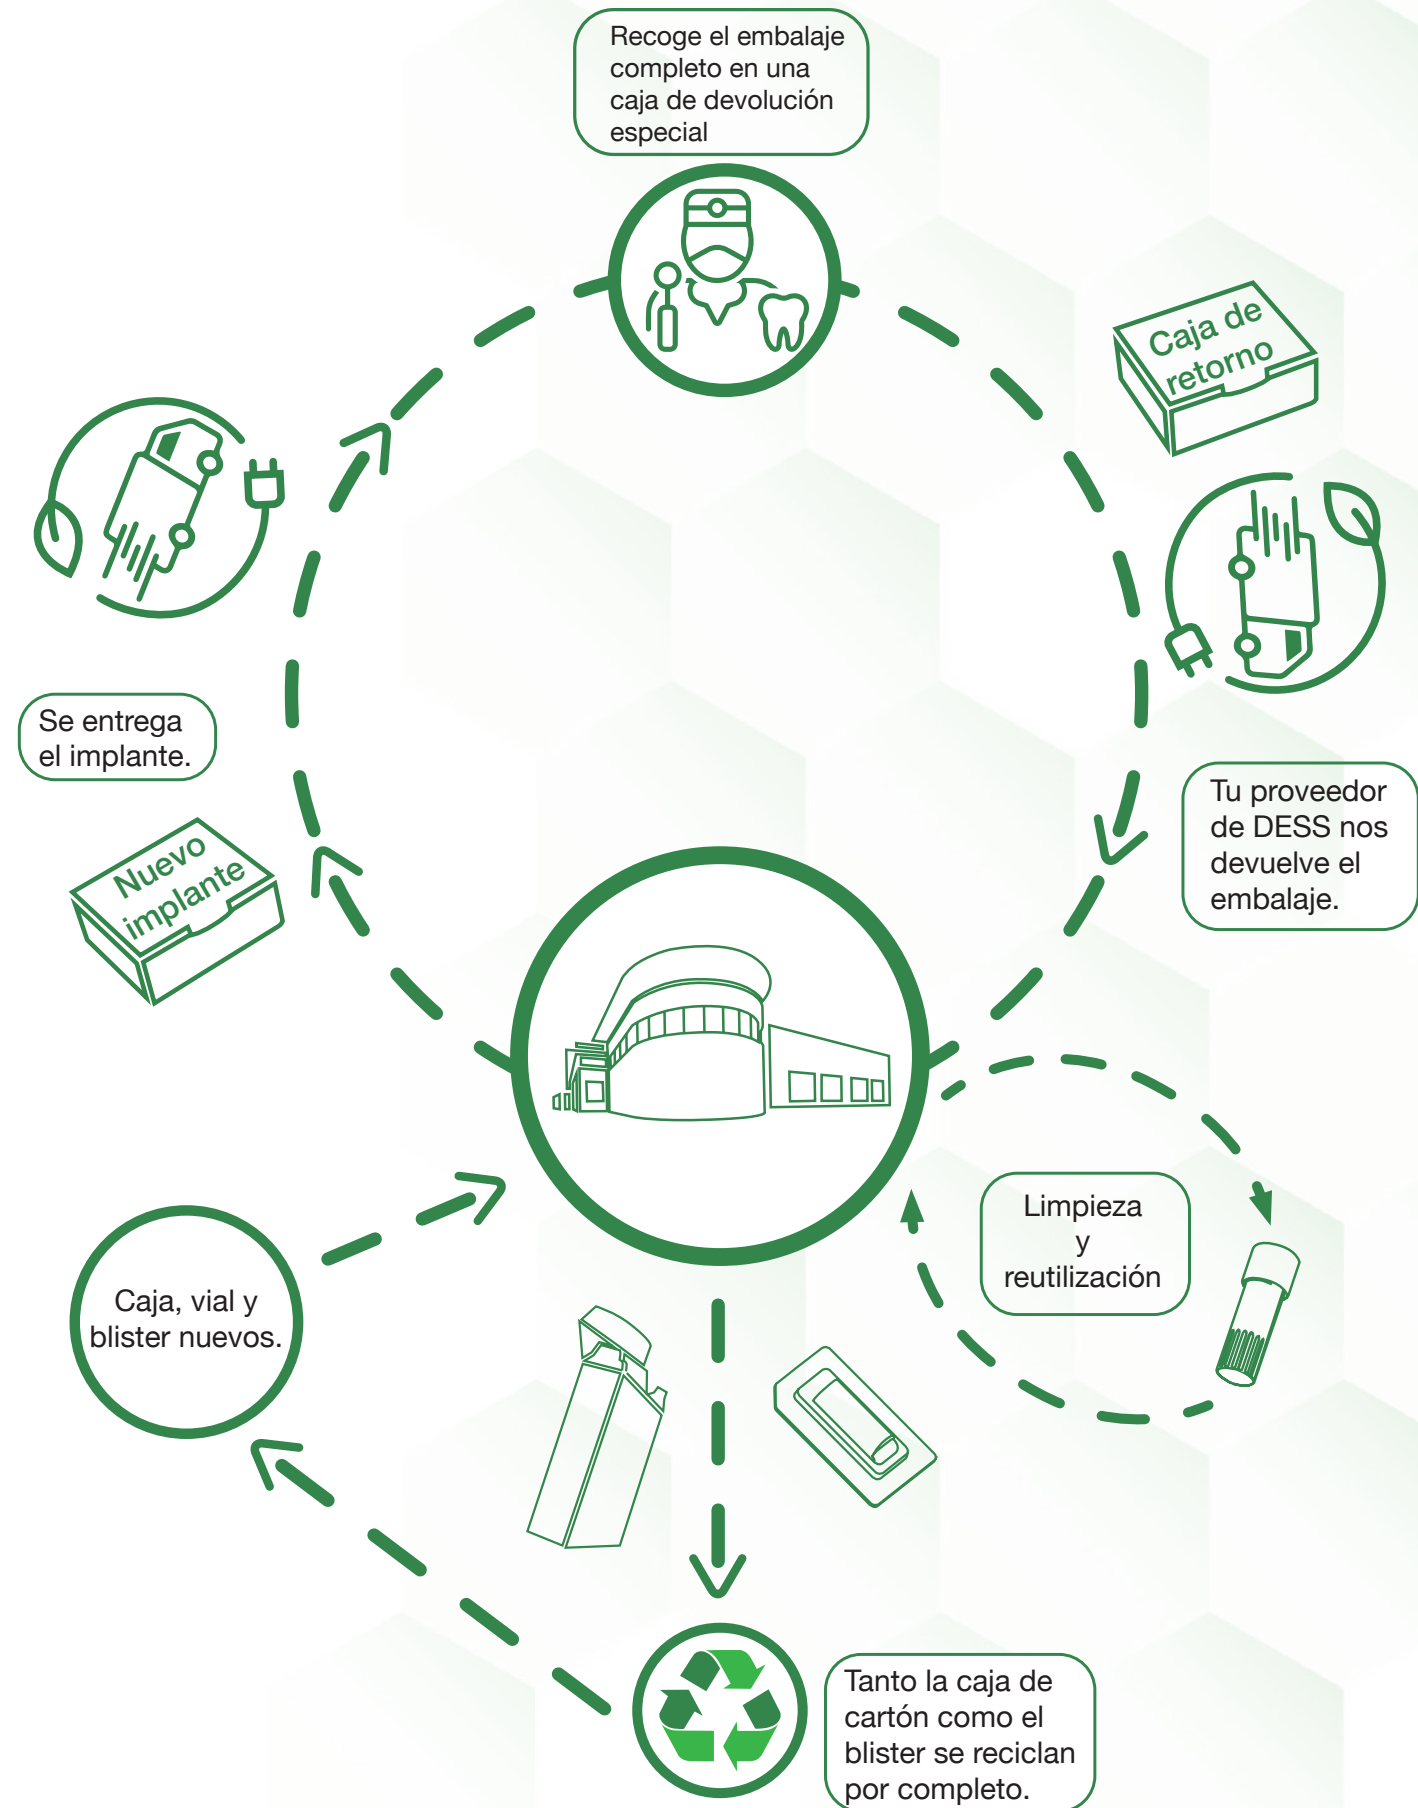 Recoge el embalaje
completo en una
caja de devolución
especial
Caja de
retorno
Se entrega
el implante.
Tu proveedor
de DESS nos
devuelve el
embalaje.
Nuevo
implante
Limpieza
y
reutilización
Caja, vial y
blister nuevos.
Tanto la caja de
cartón como el
blister se reciclan
por completo.